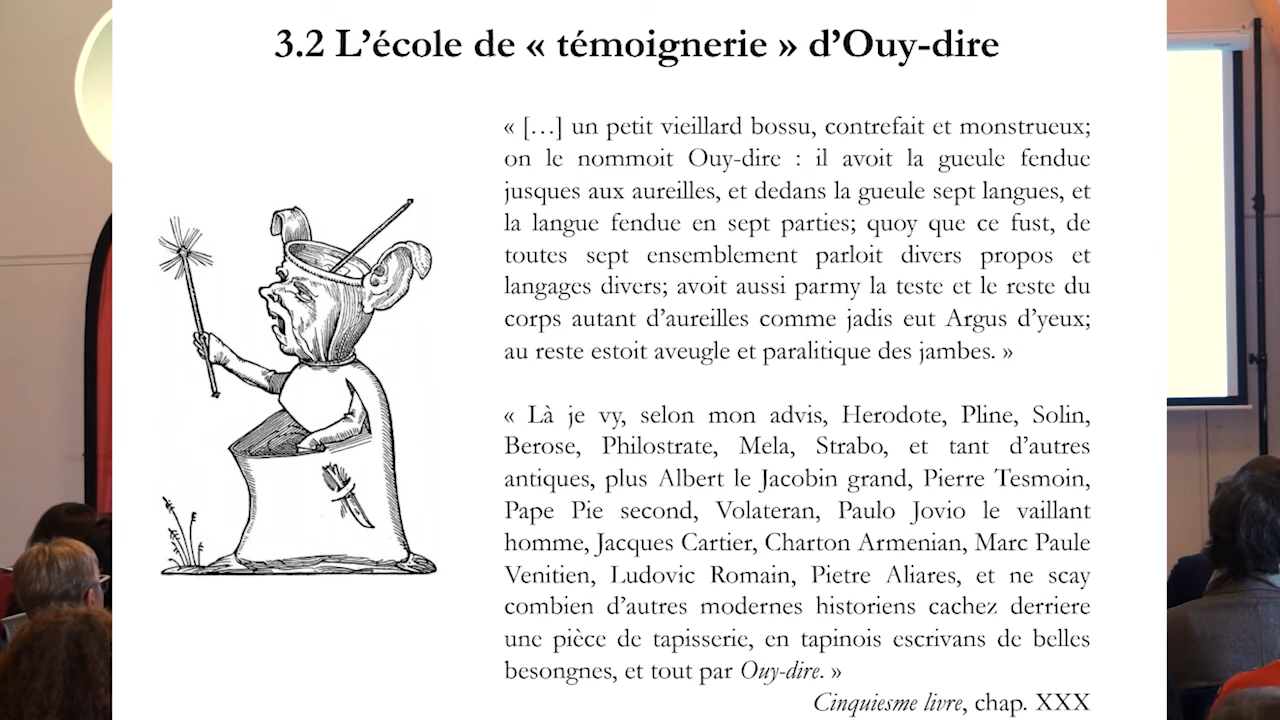 3.2 L’école de « témoignerie » d’Ouy-dire
« […] un petit vieillard bossu, contrefait et monstrueux;
on le nommoit Ouy-dire : il avoit la gueule fendue
jusques aux aureilles, et dedans la gueule sept langues, et
la langue fendue en sept parties; quoy que ce fust, de
toutes sept ensemblement parloit divers propos et
langages divers; avoit aussi parmy la teste et le reste du
corps autant d’aureilles comme jadis eut Argus d’yeux;
au reste estoit aveugle et paralitique des jambes. »
« Là je vy, selon mon advis, Herodote, Pline, Solin,
Berose, Philostrate, Mela, Strabo, et tant d’autres
antiques, plus Albert le Jacobin grand, Pierre Tesmoin,
Pape Pie second, Volateran, Paulo Jovio le vaillant
homme, Jacques Cartier, Charton Armenian, Marc Paule
Venitien, Ludovic Romain, Pietre Aliares, et ne scay
combien d’autres modernes historiens cachez derriere
une pièce de tapisserie, en tapinois escrivans de belles
besongnes, et tout par Ouy-dire. »
Cinquiesme livre, chap. XXX